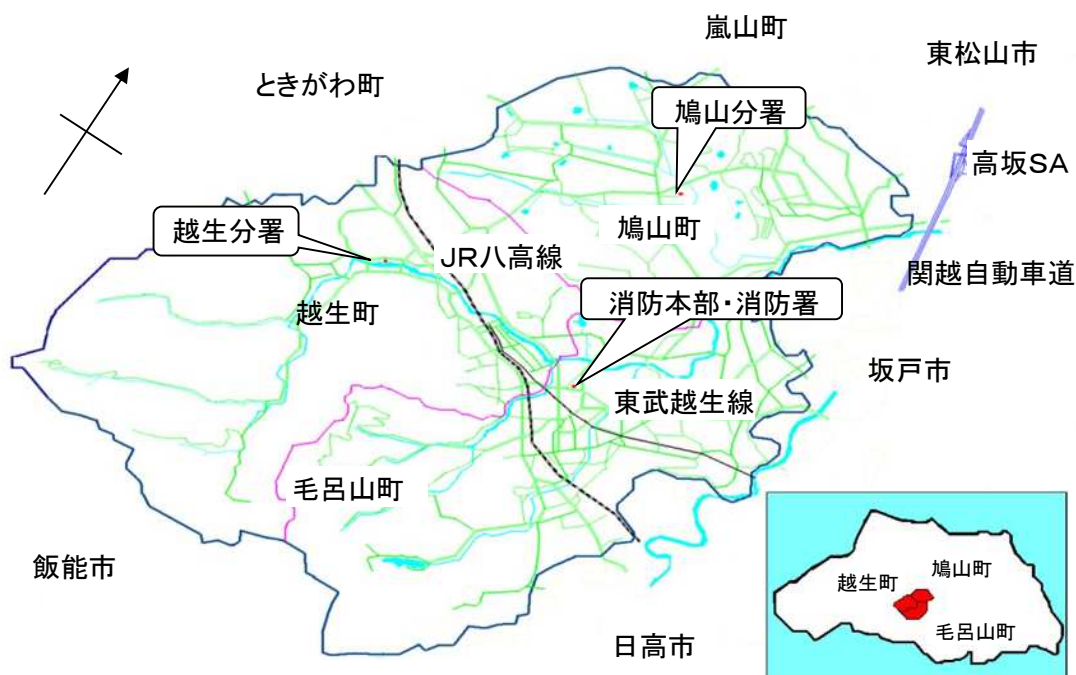 嵐山町
東松山市
ときがわ町
鳩山分署
高坂SA
越生分署
鳩山町
JR八高線
関越自動車道
消防本部・消防署
越生町
坂戸市
東武越生線
毛呂山町
飯能市
日高市
越生町
鳩山町
毛呂山町